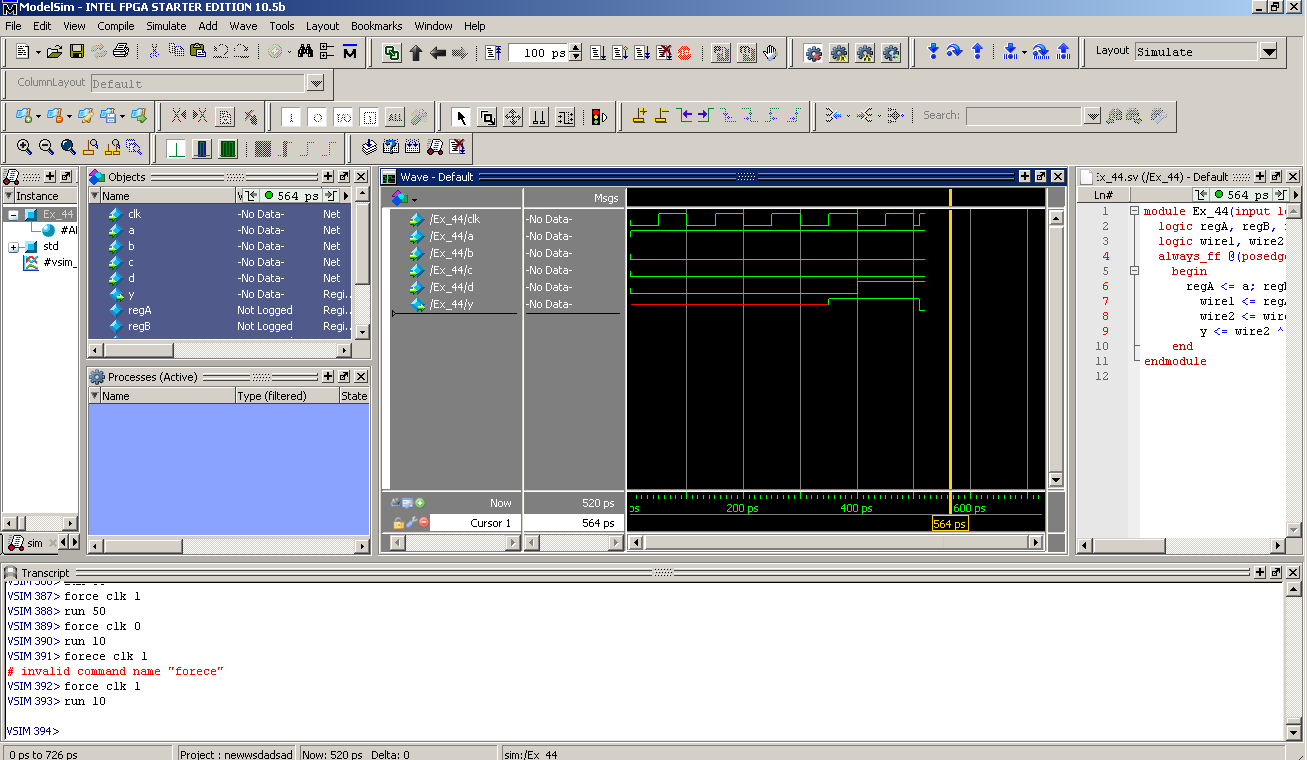 ModelSim - INTEL FPGA STARTER EDITION 10.5b
File Edit View Compile Simulate Add Wave Tools Layout Bookmarks Window Help
100 ps
Layout Simulate
ColumnLayout Default
ALL
Search:
Instance
Ex_44
std
#vsim_
sim
Objects
Name
564 ps
clk -No Data- Net
a -No Data- Net
b -No Data- Net
c -No Data- Net
d -No Data- Net
y -No Data- Regi..
regA Not Logged Regi..
regB Not Logged Regi..
Processes (Active)
Name Type (filtered) State
Wave - Default
Msgs
/Ex_44/clk -No Data-
/Ex_44/a -No Data-
/Ex_44/b -No Data-
/Ex_44/c -No Data-
/Ex_44/d -No Data-
/Ex_44/y -No Data-
Now 520 ps
ps 200 ps 400 ps 600 ps
Cursor 1 564 ps
564 ps
_44.sv (/Ex_44) - Default
Ln# 564 ps
1 module Ex_44(input
2 logic regA, regB,
3 logic wire1, wire2
4 always_ff @(posedg
5 begin
6 regA <= a; reg
7 wire1 <= reg
8 wire2 <= wir
9 y <= wire2 ^
10 end
11 endmodule
12
Transcript
VSIM 387> force clk 1
VSIM 388> run 50
VSIM 389> force clk 0
VSIM 390> run 10
VSIM 391> forece clk 1
# invalid command name "forece"
VSIM 392> force clk 1
VSIM 393> run 10
VSIM 394>
0 ps to 726 ps Project : newwsdadsad Now: 520 ps Delta: 0 sim:/Ex_44